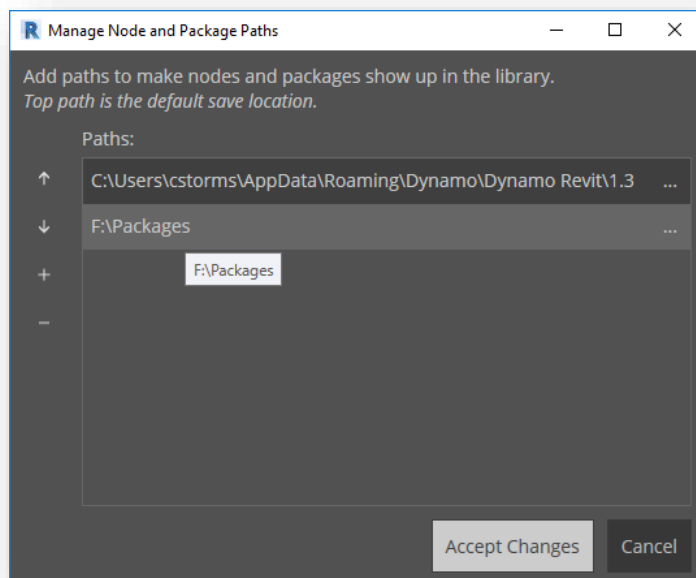 Manage Node and Package Paths
Add paths to make nodes and packages show up in the library.
Top path is the default save location.
Paths:
C:\Users\cstorms\AppData\Roaming\Dynamo\Dynamo Revit\1.3 ...
F:\Packages ...
F:\Packages
Accept Changes Cancel